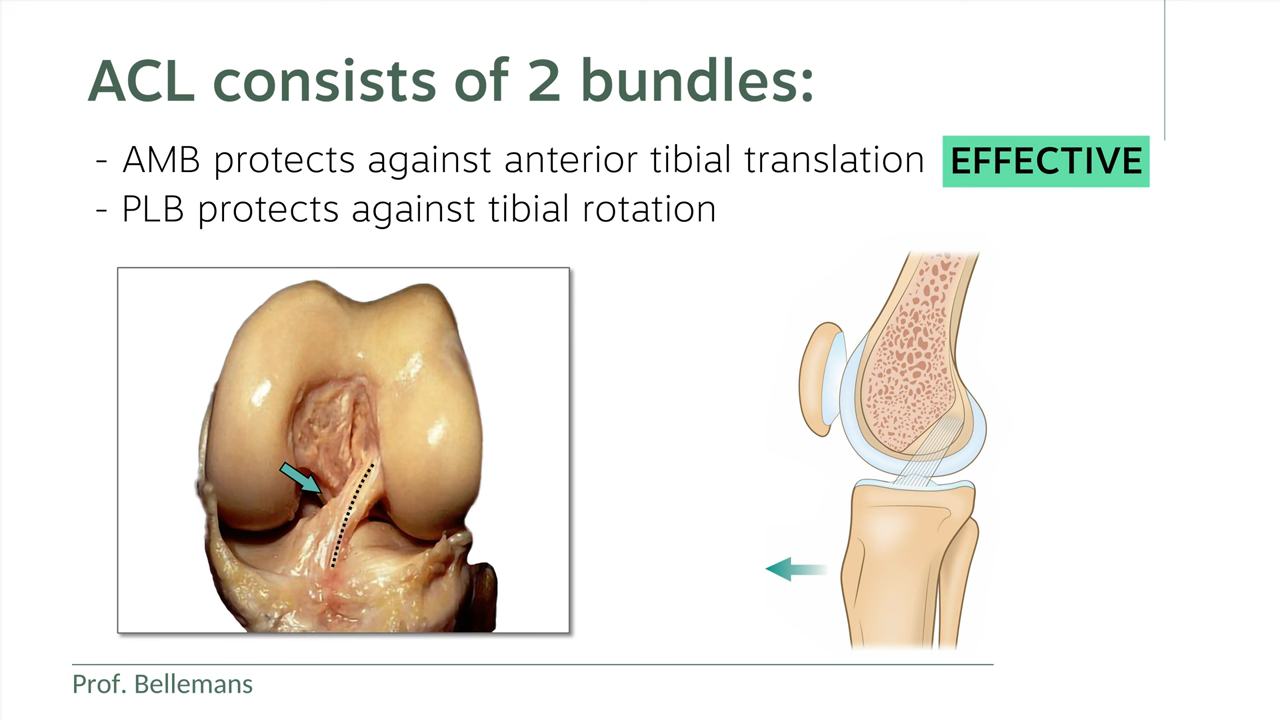 ACL consists of 2 bundles:
- AMB protects against anterior tibial translation EFFECTIVE
- PLB protects against tibial rotation
Prof. Bellemans